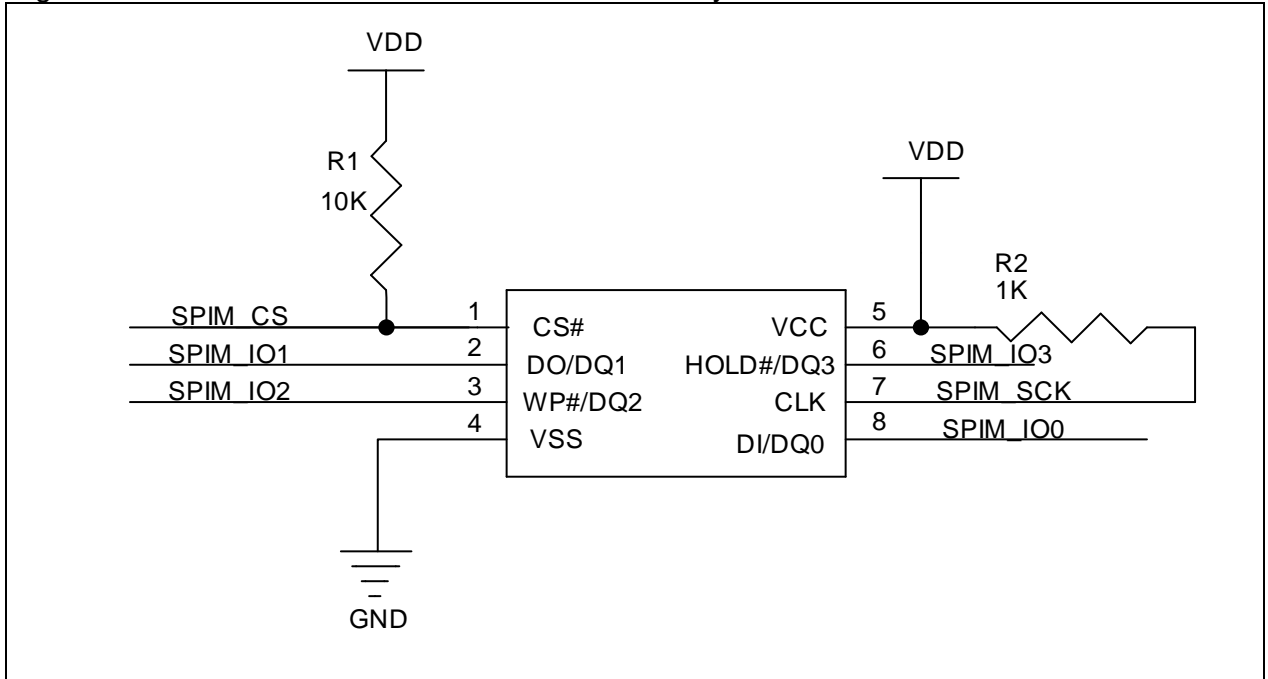 VDD
R1
10K
VDD
R2
1K
SPIM_CS
1
CS#
VCC
5
SPIM_IO1
2
DO/DQ1
HOLD#/DQ3
6
SPIM_IO3
SPIM_IO2
3
WP#/DQ2
CLK
7
SPIM_SCK
4
VSS
DI/DQ0
8
SPIM_IO0
GND